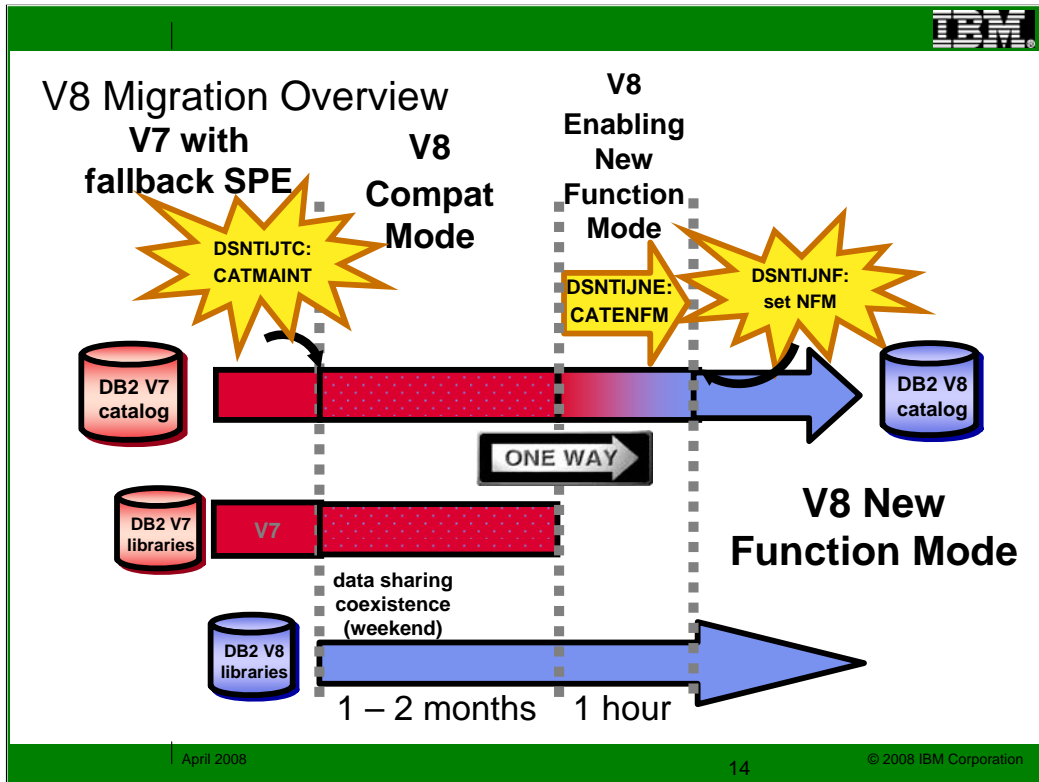 IBM.
V8 Migration Overview
V7 with
fallback SPE
V8
Compat
Mode
V8
Enabling
New
Function
Mode
DSNTIJTC:
CATMAINT
DSNTIJNE:
CATENFM
DSNTIJNF:
set NFM
DB2 V7
catalog
DB2 V8
catalog
ONE WAY
DB2 V7
libraries
V7
V8 New
Function Mode
data sharing
coexistence
(weekend)
DB2 V8
libraries
1 – 2 months
1 hour
April 2008
14
© 2008 IBM Corporation